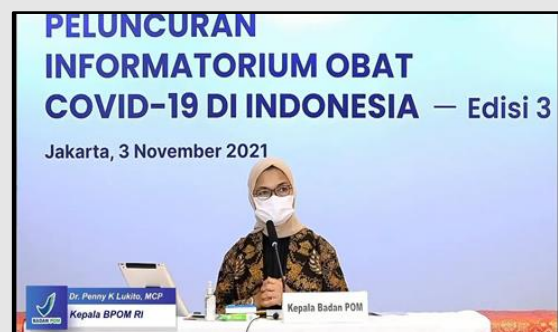 PELUNCURAN
INFORMATORIUM OBAT
COVID-19 DI INDONESIA — Edisi 3
Jakarta, 3 November 2021
Kepala Badan POM
Dr. Penny K Lukito, MCP
Kepala BPOM RI
BADAN POM